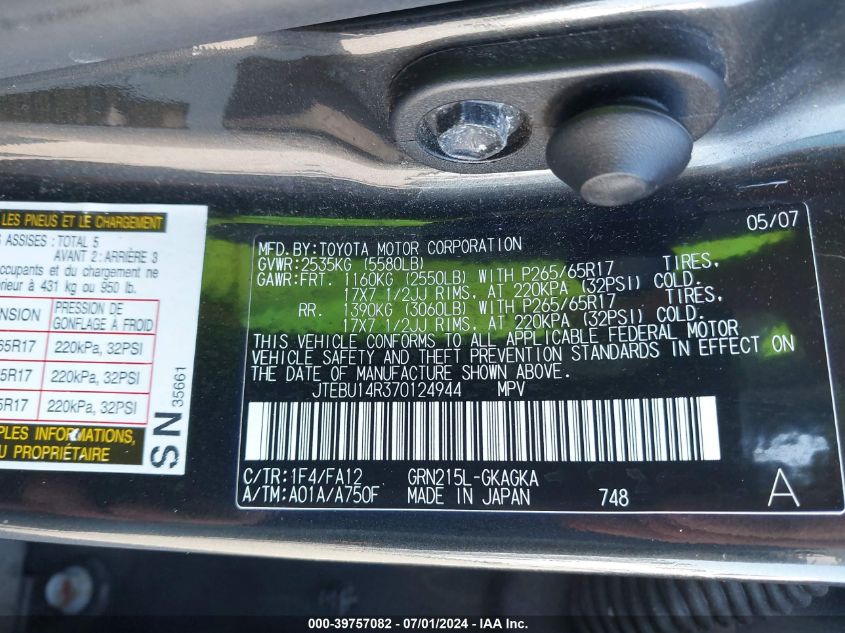 LES PNEUS ET LE CHARGEMENT
ASSISES : TOTAL 5
AVANT 2 : ARRIÈRE 3
occupants et du chargement ne
érieur à 431 kg ou 950 lb.
ENSION PRESSION DE
GONFLAGE À FROID
65R17 220kPa, 32PSI
5R17 220kPa, 32PSI
5R17 220kPa, 32PSI
PLES INFORMATIONS,
DU PROPRIÉTAIRE
SN 35661
05/07
MFD.BY:TOYOTA MOTOR CORPORATION
GVWR:2535KG (5580LB)
GAWR:FRT. 1160KG (2550LB) WITH P265/65R17 TIRES,
17X7 1/2JJ RIMS, AT 220KPA (32PSI) COLD.
RR. 1390KG (3060LB) WITH P265/65R17 TIRES,
17X7 1/2JJ RIMS, AT 220KPA (32PSI) COLD.
THIS VEHICLE CONFORMS TO ALL APPLICABLE FEDERAL MOTOR
VEHICLE SAFETY AND THEFT PREVENTION STANDARDS IN EFFECT ON
THE DATE OF MANUFACTURE SHOWN ABOVE.
JTEBU14R370124944 MPV
C/TR:1F4/FA12 GRN215L-GKAGKA
A/TM:A01A/A750F MADE IN JAPAN 748 A
000-39757082 / 07/01/2024 - IAA Inc.